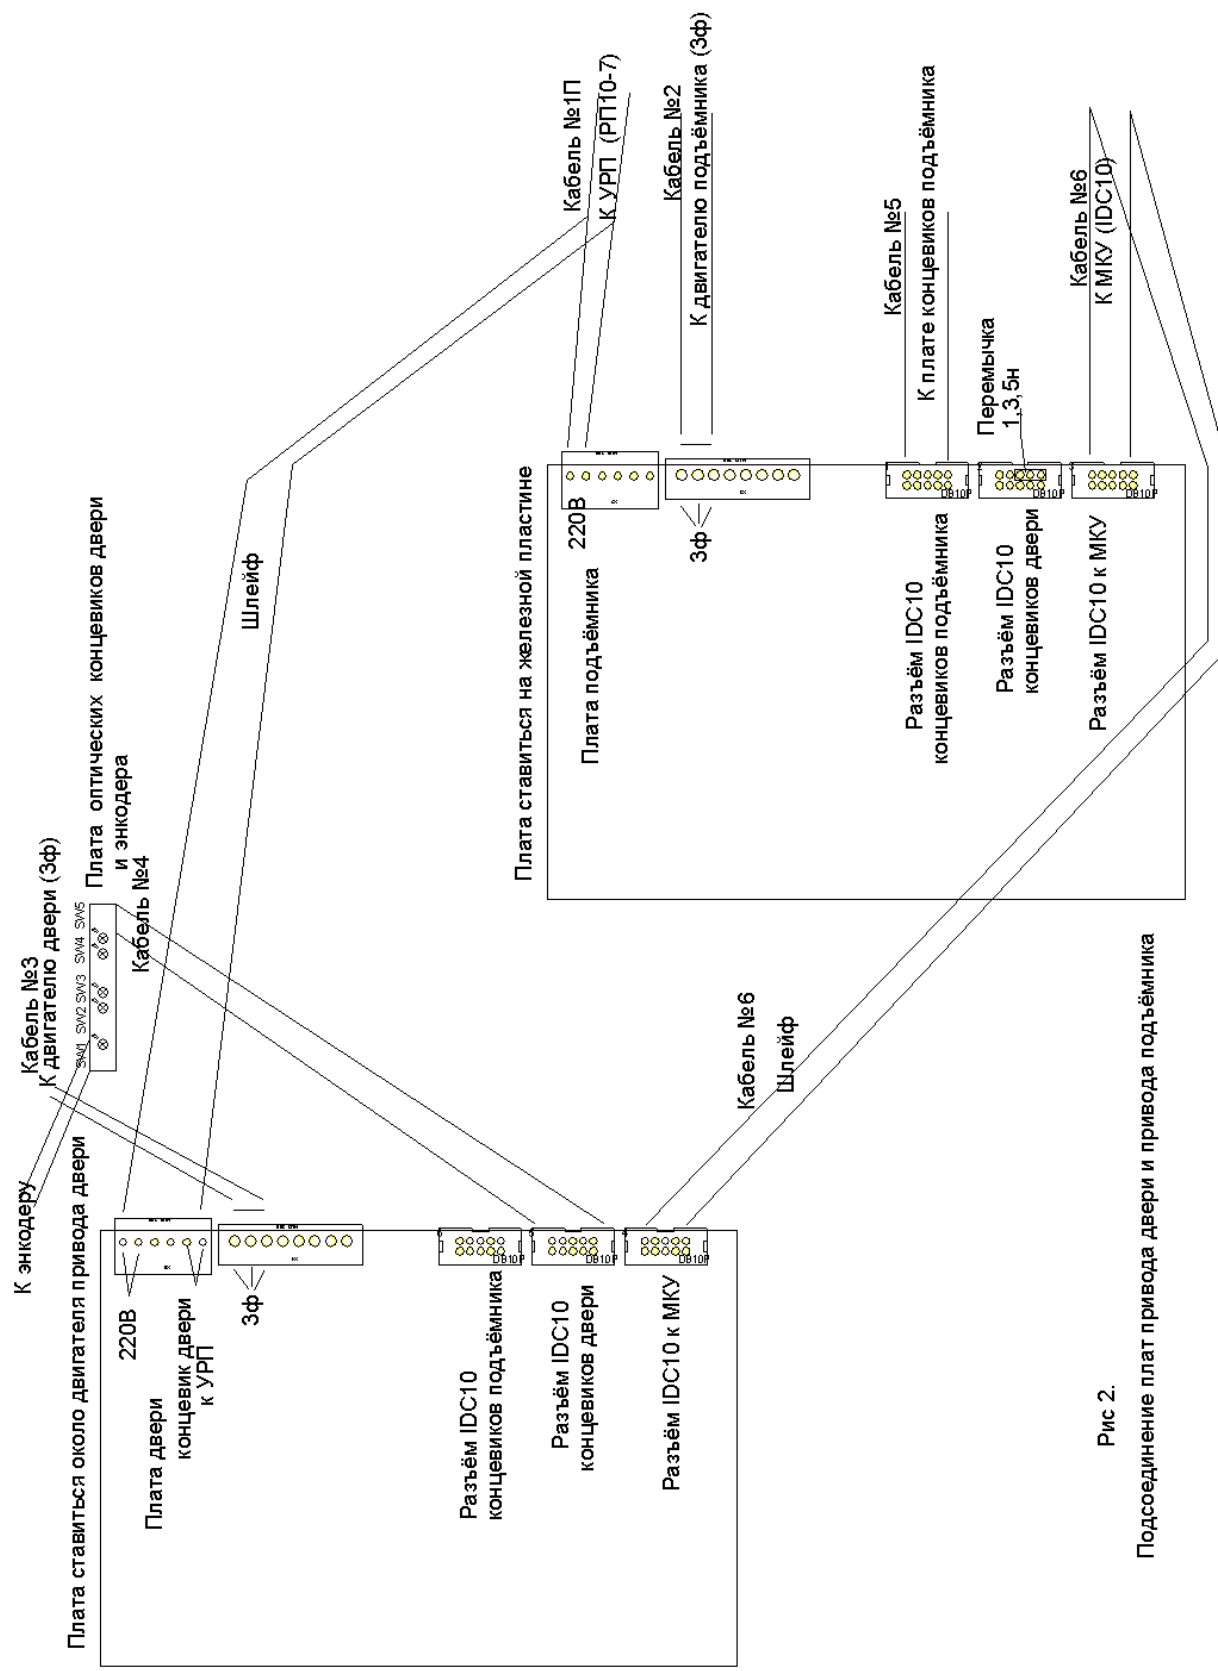 К энкодеру
Кабель №3
К двигателю двери (3ф)
SW1 SW2 SW3 SW4 SW5
Плата оптических концевиков двери
и энкодера
Кабель №4
Шлейф
Кабель №1П
К УРП (РП10-7)
Кабель №2
К двигателю подъёмника (3ф)
Кабель №5
К плате концевиков подъёмника
Перемычка
1,3,5н
Кабель №6
К МКУ (IDC10)
Плата ставиться около двигателя привода двери
220В
Плата двери
концевик двери
к УРП
3ф
Разъём IDC10
концевиков подъёмника
DB10P
Разъём IDC10
концевиков двери
DB10P
Разъём IDC10 к МКУ
DB10P
Кабель №6
Шлейф
Плата ставиться на железной пластине
220В
Плата подъёмника
3ф
Разъём IDC10
концевиков подъёмника
DB10P
Разъём IDC10
концевиков двери
DB10P
Разъём IDC10 к МКУ
DB10P
Рис 2.
Подсоединение плат привода двери и привода подъёмника